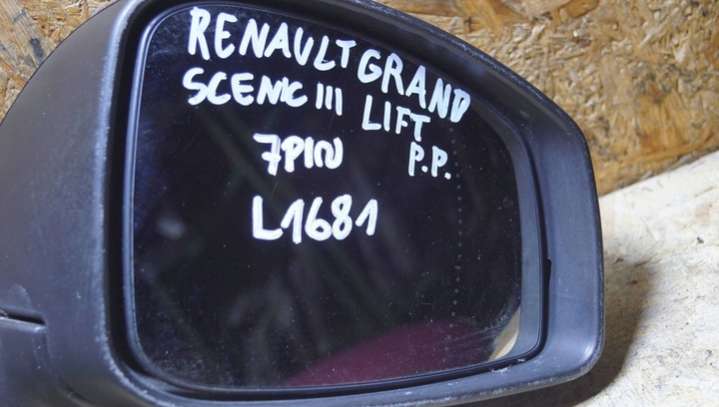 RENAULT GRAND
SCENIC III LIFT
7PIN P.P.
L1681